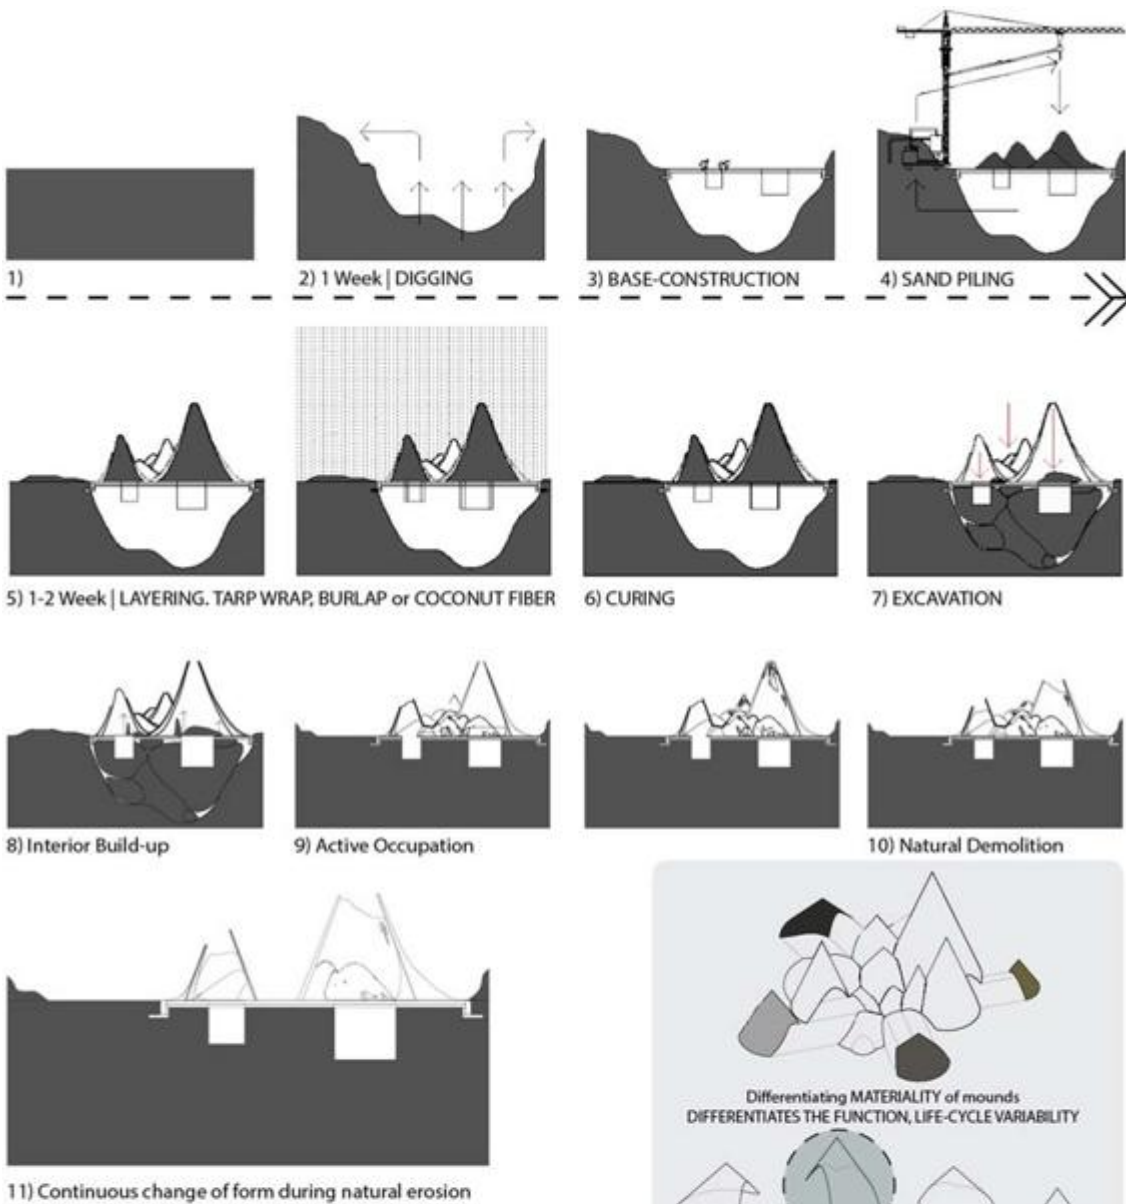 1)
2) 1 Week | DIGGING
3) BASE-CONSTRUCTION
4) SAND PILING
5) 1-2 Week | LAYERING. TARP WRAP, BURLAP or COCONUT FIBER
6) CURING
7) EXCAVATION
8) Interior Build-up
9) Active Occupation
10) Natural Demolition
11) Continuous change of form during natural erosion
Differentiating MATERIALITY of mounds
DIFFERENTIATES THE FUNCTION, LIFE-CYCLE VARIABILITY